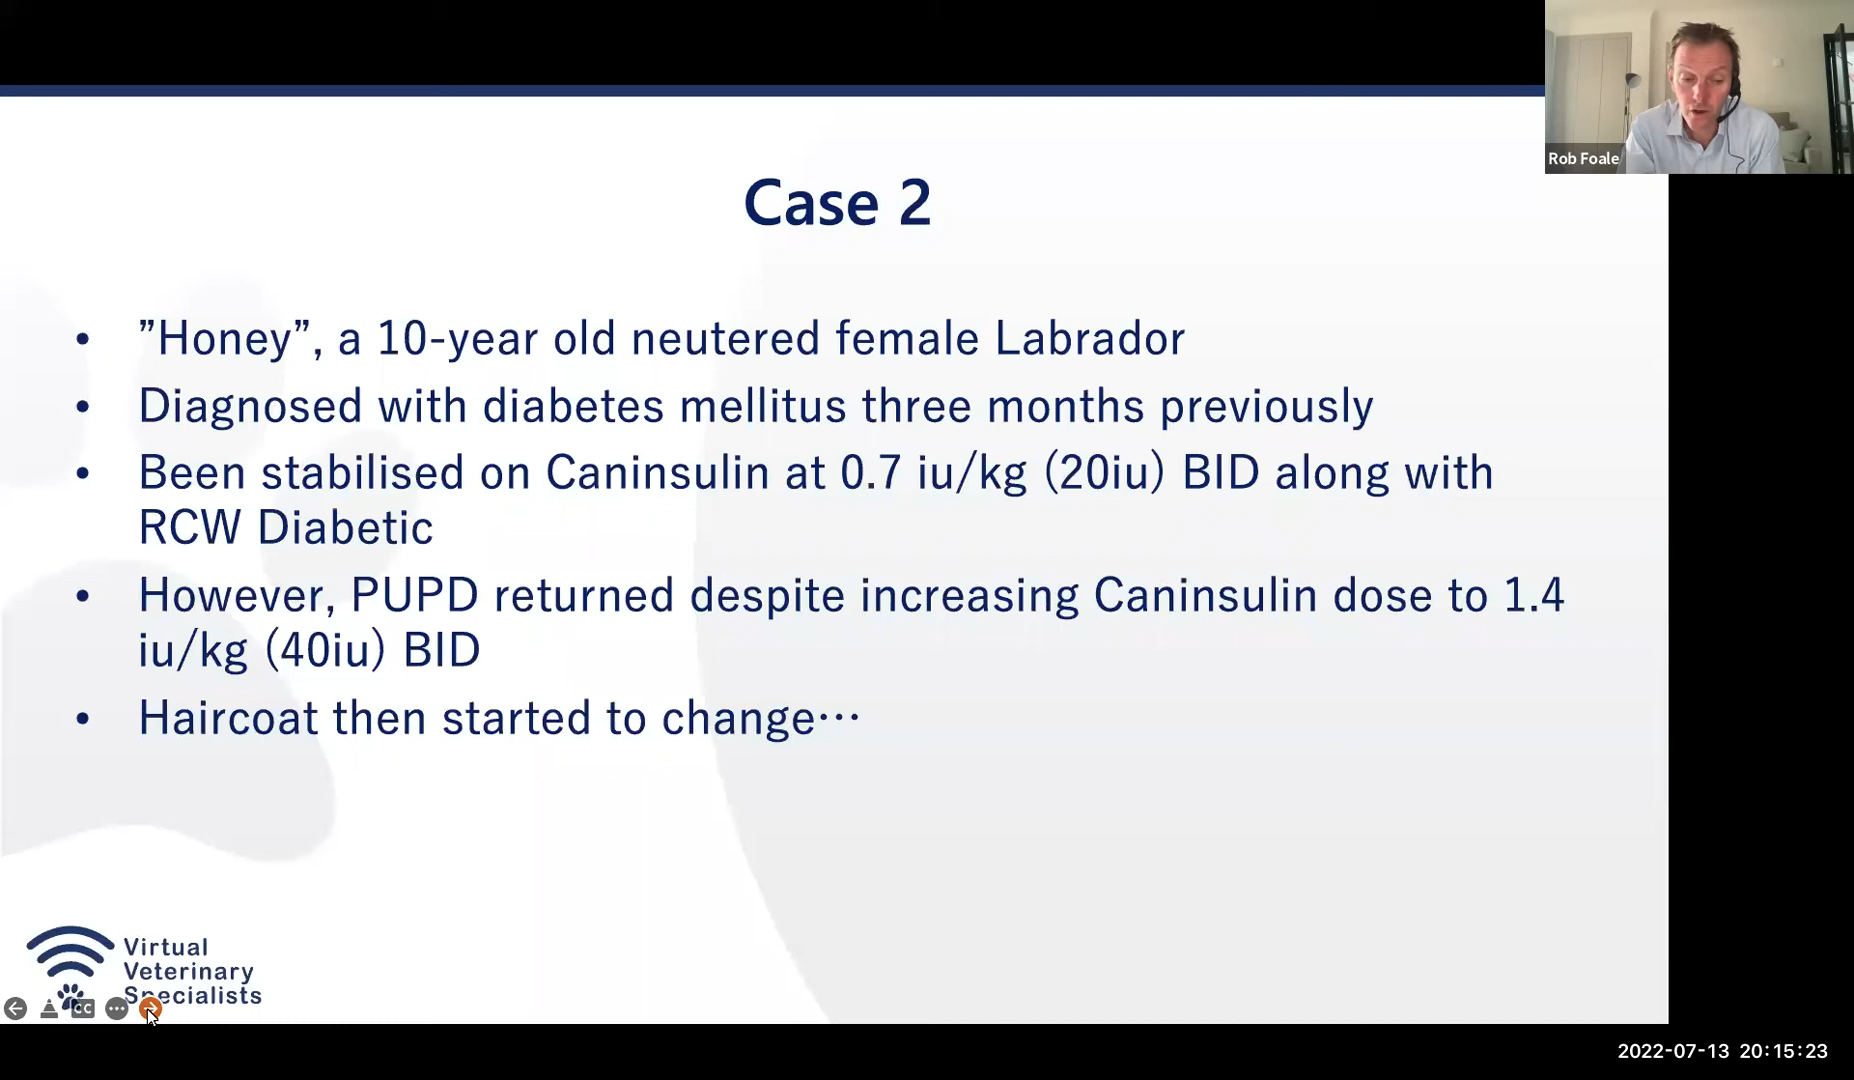 Rob Foale
Case 2
• ”Honey”, a 10-year old neutered female Labrador
• Diagnosed with diabetes mellitus three months previously
• Been stabilised on Caninsulin at 0.7 iu/kg (20iu) BID along with
RCW Diabetic
• However, PUPD returned despite increasing Caninsulin dose to 1.4
iu/kg (40iu) BID
• Haircoat then started to change…
Virtual
Veterinary
Specialists
CC
2022-07-13 20:15:23